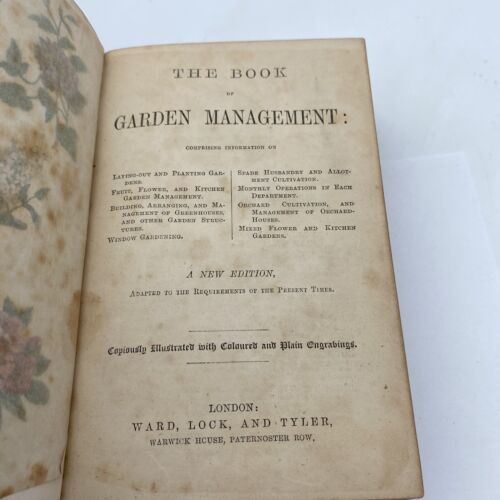 THE BOOK
OF
GARDEN MANAGEMENT:
COMPRISING INFORMATION ON
LAYING-OUT AND PLANTING GAR-
DENS.
FRUIT, FLOWER, AND KITCHEN
GARDEN MANAGEMENT.
BUILDING, ARRANGING, AND MA-
NAGEMENT OF GREENHOUSES,
AND OTHER GARDEN STRUC-
TURES.
WINDOW GARDENING.
SPADE HUSBANDRY AND ALLOT-
MENT CULTIVATION.
MONTHLY OPERATIONS IN EACH
DEPARTMENT.
ORCHARD CULTIVATION, AND
MANAGEMENT OF ORCHARD-
HOUSES.
MIXED FLOWER AND KITCHEN
GARDENS.
A NEW EDITION,
ADAPTED TO THE REQUIREMENTS OF THE PRESENT TIMES.
Copiously Illustrated with Coloured and Plain Engravings.
LONDON:
WARD, LOCK, AND TYLER,
WARWICK HOUSE, PATERNOSTER ROW,